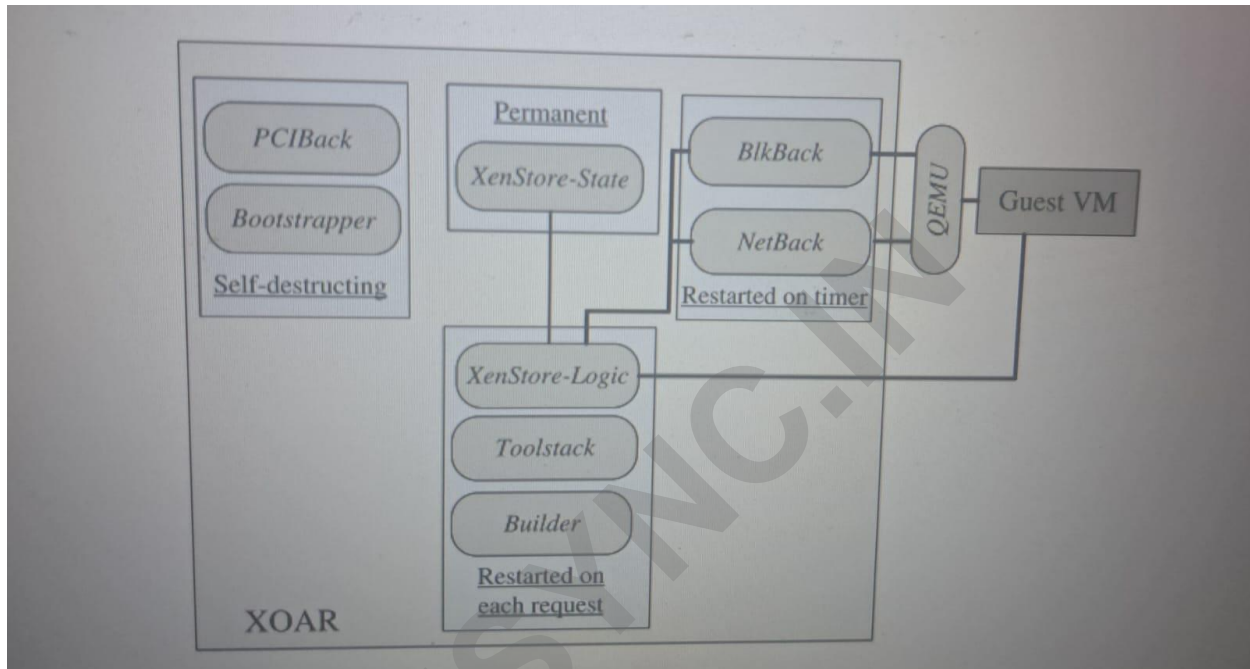 PCIBack
Bootstrapper
Self-destructing
Permanent
XenStore-State
BlkBack
NetBack
Restarted on timer
QEMU
Guest VM
XenStore-Logic
Toolstack
Builder
Restarted on
each request
XOAR
SYNC.IN